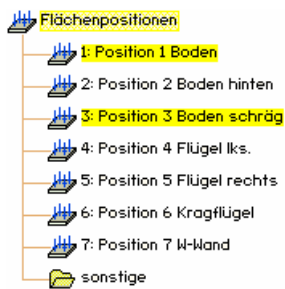 Flächenpositionen
1: Position 1 Boden
2: Position 2 Boden hinten
3: Position 3 Boden schräg
4: Position 4 Flügel lks.
5: Position 5 Flügel rechts
6: Position 6 Kragflügel
7: Position 7 W-Wand
sonstige